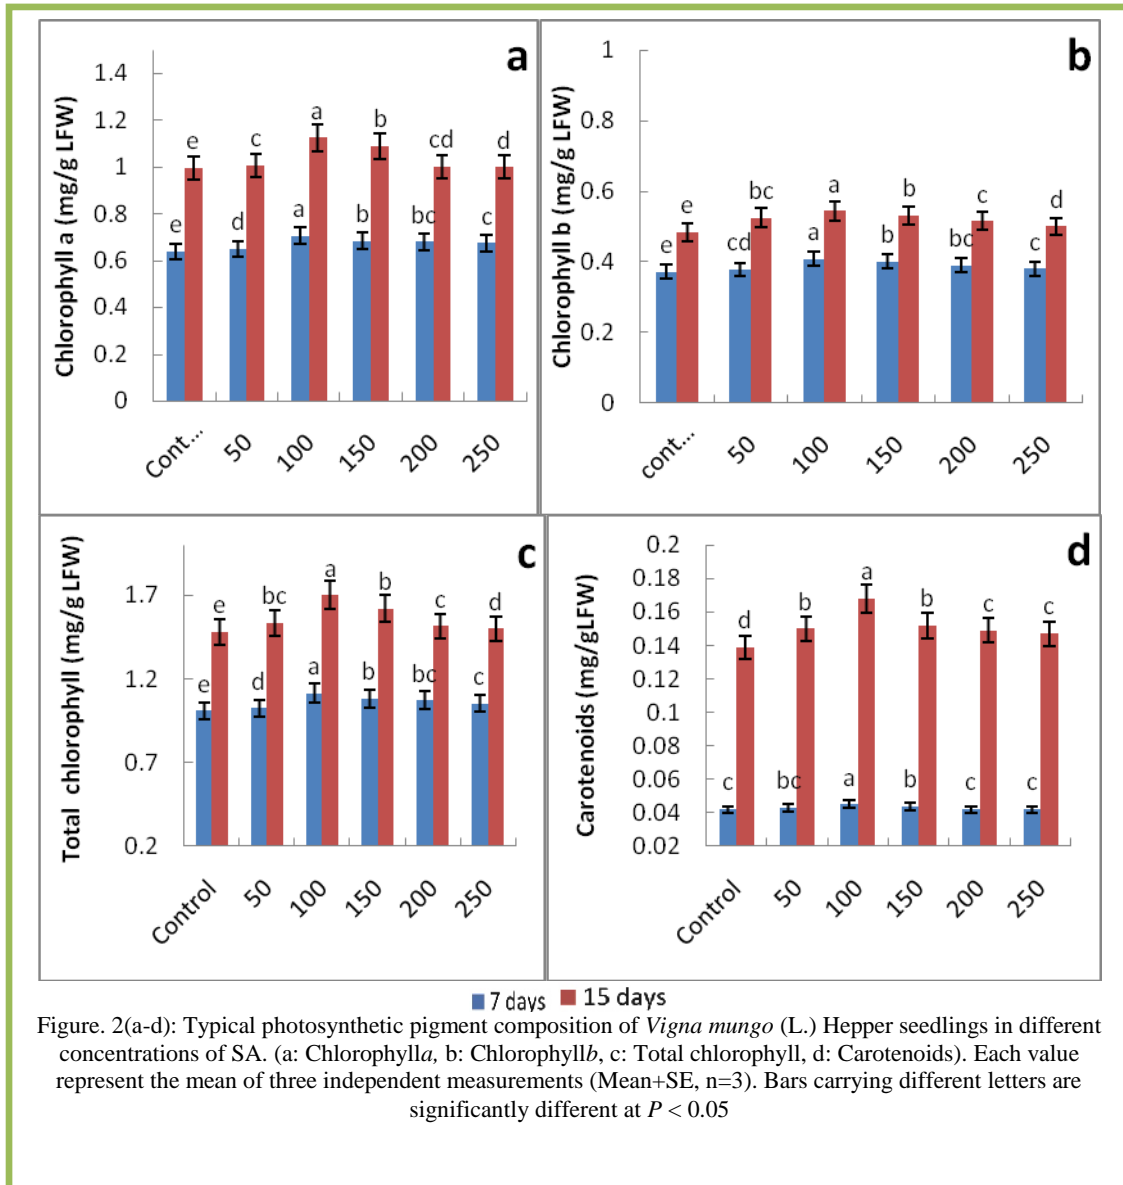 a
Chlorophyll a (mg/g LFW)
1.4
1.2
1
0.8
0.6
0.4
0.2
0
e e d c a a b b bc cd c d
Cont... 50 100 150 200 250
b
Chlorophyll b (mg/g LFW)
1
0.8
0.6
0.4
0.2
0
e e cd bc a a b b bc c c d
cont... 50 100 150 200 250
c
Total chlorophyll (mg/g LFW)
1.7
1.2
0.7
0.2
e e d bc a a b b bc c c d
Control 50 100 150 200 250
d
Carotenoids (mg/gLFW)
0.2
0.18
0.16
0.14
0.12
0.1
0.08
0.06
0.04
0.02
c d bc b a a b b c c c c
Control 50 100 150 200 250
7 days 15 days
Figure. 2(a-d): Typical photosynthetic pigment composition of Vigna mungo (L.) Hepper seedlings in different
concentrations of SA. (a: Chlorophylla, b: Chlorophyllb, c: Total chlorophyll, d: Carotenoids). Each value
represent the mean of three independent measurements (Mean+SE, n=3). Bars carrying different letters are
significantly different at P < 0.05